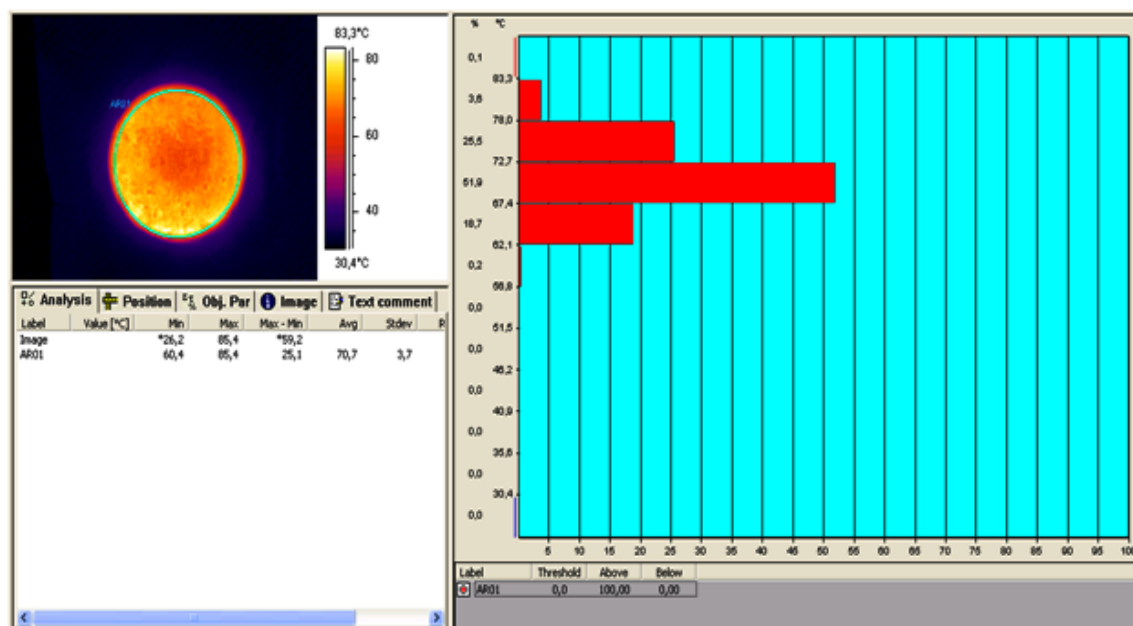 83,3°C
80
60
40
30,4°C
AR01
Analysis Position Obj. Par Image Text comment
Label Value [°C] Min Max Max - Min Avg Stdev R
Image *26,2 85,4 *59,2
AR01 60,4 85,4 25,1 70,7 3,7
% °C
0,1
83,3
3,6
78,0
25,5
72,7
51,9
67,4
18,7
62,1
0,2
56,8
0,0
51,5
0,0
46,2
0,0
40,9
0,0
35,6
0,0
30,4
0,0
5 10 15 20 25 30 35 40 45 50 55 60 65 70 75 80 85 90 95 100
Label Threshold Above Below
AR01 0,0 100,00 0,00